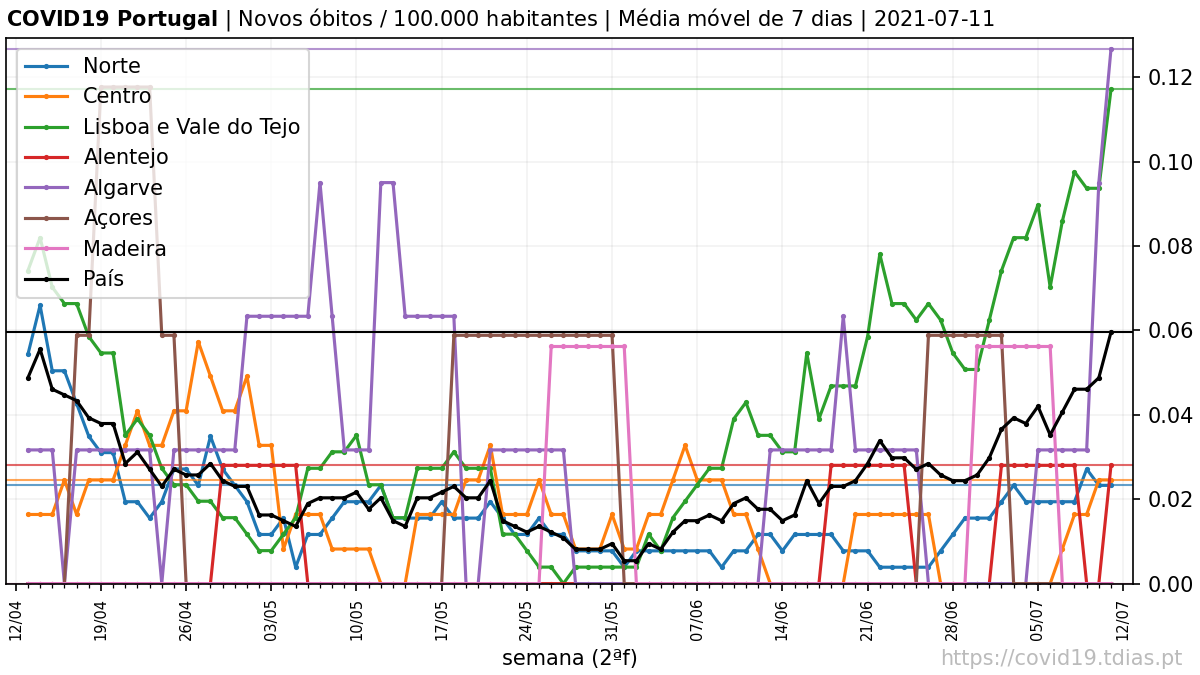 COVID19 Portugal | Novos óbitos / 100.000 habitantes | Média móvel de 7 dias | 2021-07-11
Norte
Centro
Lisboa e Vale do Tejo
Alentejo
Algarve
Açores
Madeira
País
0.12
0.10
0.08
0.06
0.04
0.02
0.00
12/04
19/04
26/04
03/05
10/05
17/05
24/05
31/05
07/06
14/06
21/06
28/06
05/07
12/07
semana (2ªf)
https://covid19.tdias.pt